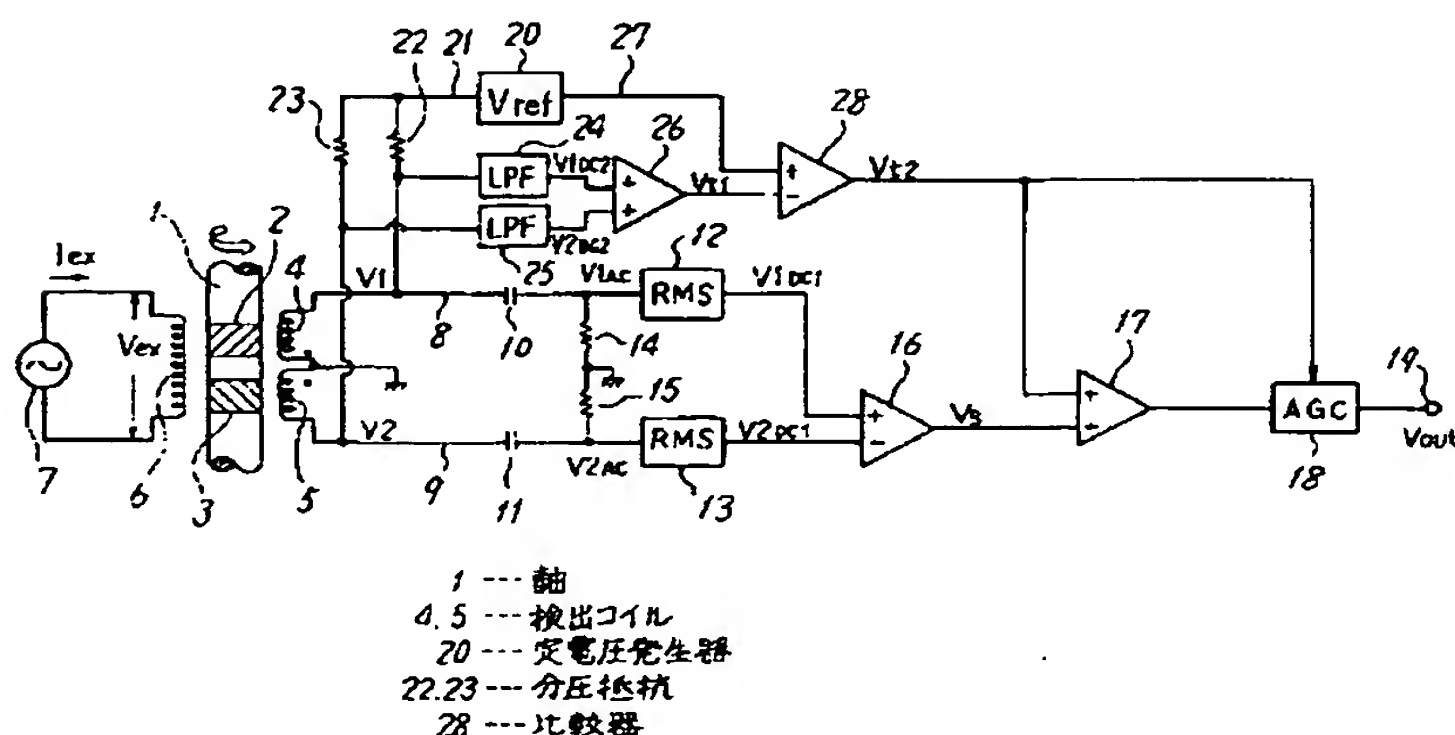 22 21 20 27
23
Vref
28
24 26
V1DC2
LPF
Vt1
Vt2
LPF
V2DC2
25
1 2
4
Iex
V1
V1AC
12
RMS
V1DC1
8
10
14
17
19
Vex
15
16
AGC
Vout
V2
RMS
V2DC1
VS
18
V2AC
7 6 3 5 9 11 13
1 --- 軸
4.5 --- 検出コイル
20 --- 定電圧発生器
22.23 --- 分圧抵抗
28 --- 比較器